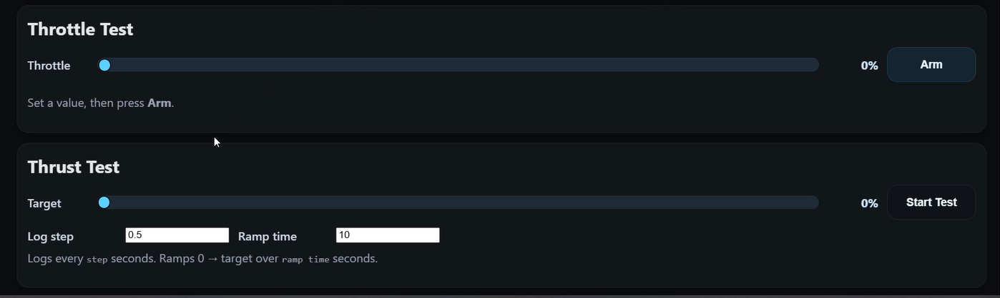 Throttle Test
Throttle 0% Arm
Set a value, then press Arm.
Thrust Test
Target 0% Start Test
Log step 0.5 Ramp time 10
Logs every step seconds. Ramps 0 → target over ramp time seconds.